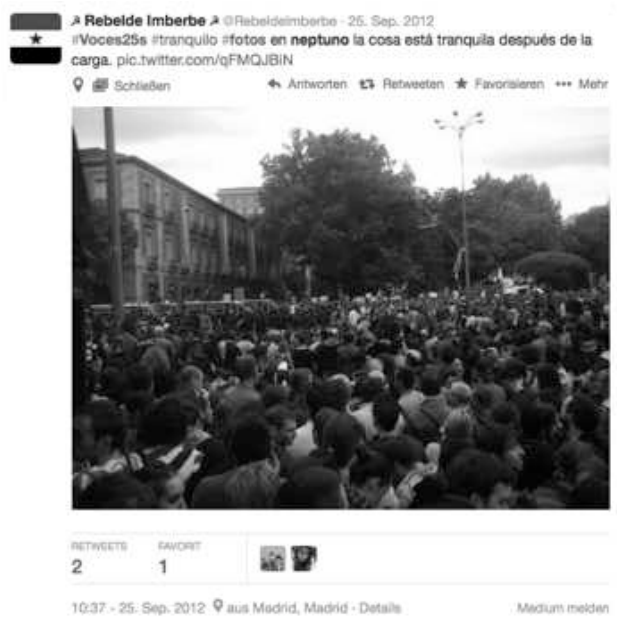 ☭ Rebelde Imberbe ☭ @RebeldeImberbe · 25. Sep. 2012
#Voces25s #tranquilo #fotos en neptuno la cosa está tranquila después de la
carga. pic.twitter.com/qFMQJBiN
Schließen Antworten Retweeten Favorisieren Mehr
RETWEETS FAVORIT
2 1
10:37 - 25. Sep. 2012 aus Madrid, Madrid · Details Medium melden